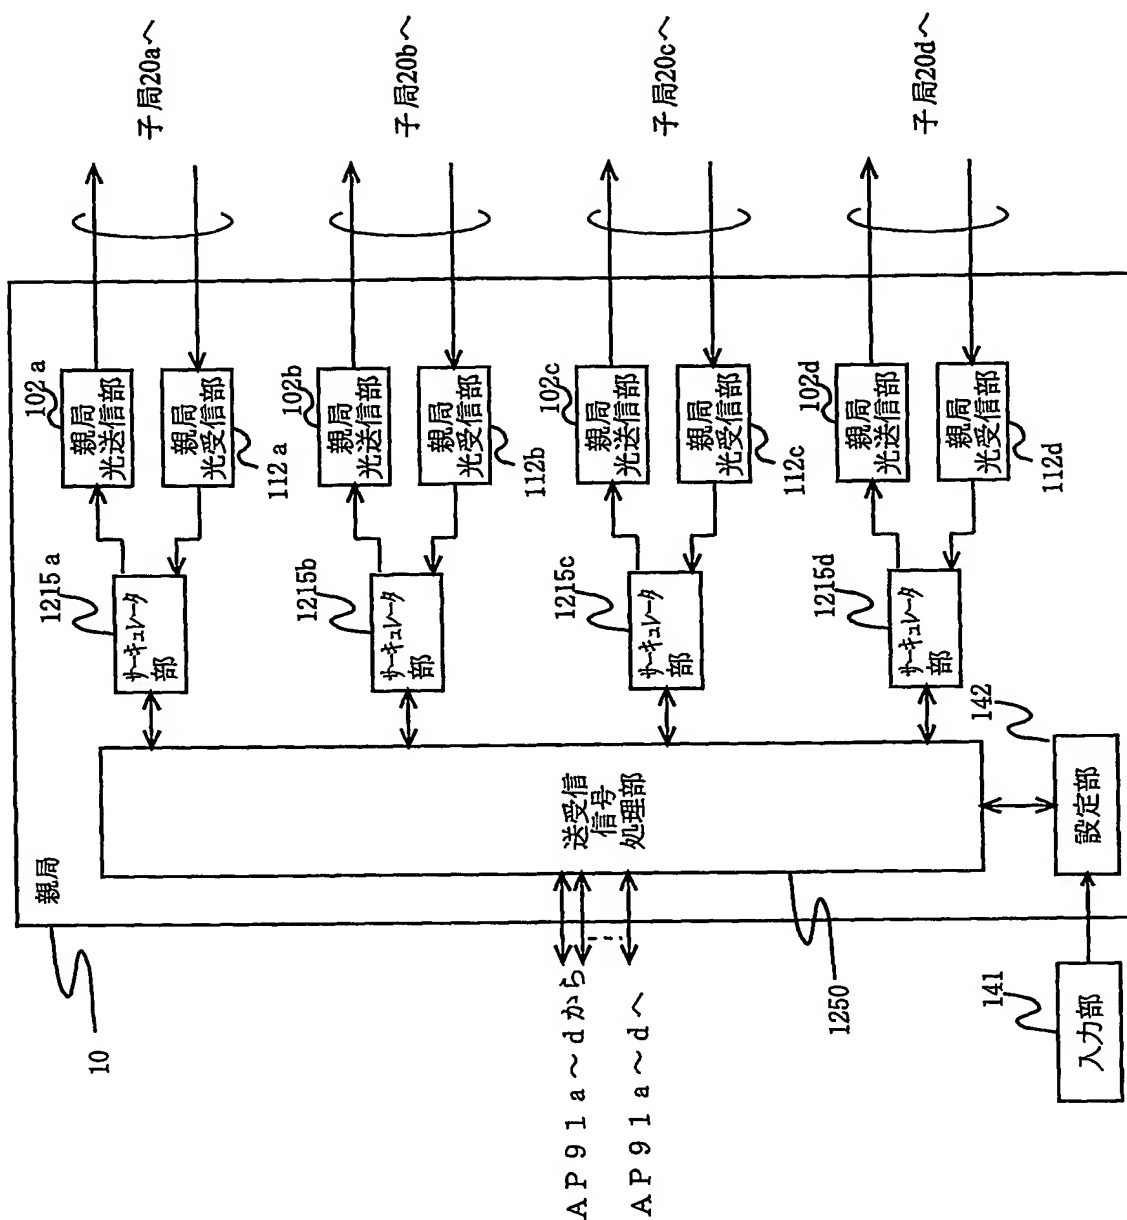 親局
10
AP91a～dから
AP91a～dへ
送受信
信号
処理部
1250
入力部
141
設定部
142
サーキュレータ
部
1215a
親局
光送信部
102a
親局
光受信部
112a
子局20aへ
サーキュレータ
部
1215b
親局
光送信部
102b
親局
光受信部
112b
子局20bへ
サーキュレータ
部
1215c
親局
光送信部
102c
親局
光受信部
112c
子局20cへ
サーキュレータ
部
1215d
親局
光送信部
102d
親局
光受信部
112d
子局20dへ